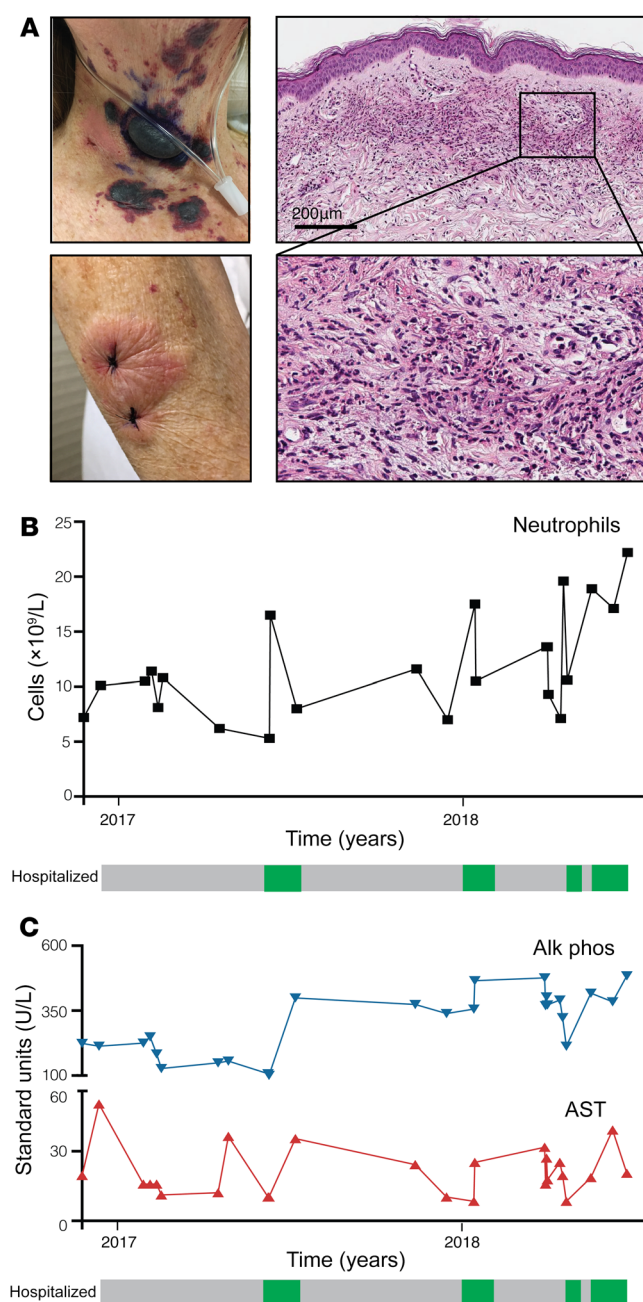 A
200μm
B
Neutrophils
Cells (×10⁹/L)
25
20
15
10
5
0
2017
2018
Time (years)
Hospitalized
C
Alk phos
Standard units (U/L)
600
350
100
60
AST
30
0
2017
2018
Time (years)
Hospitalized